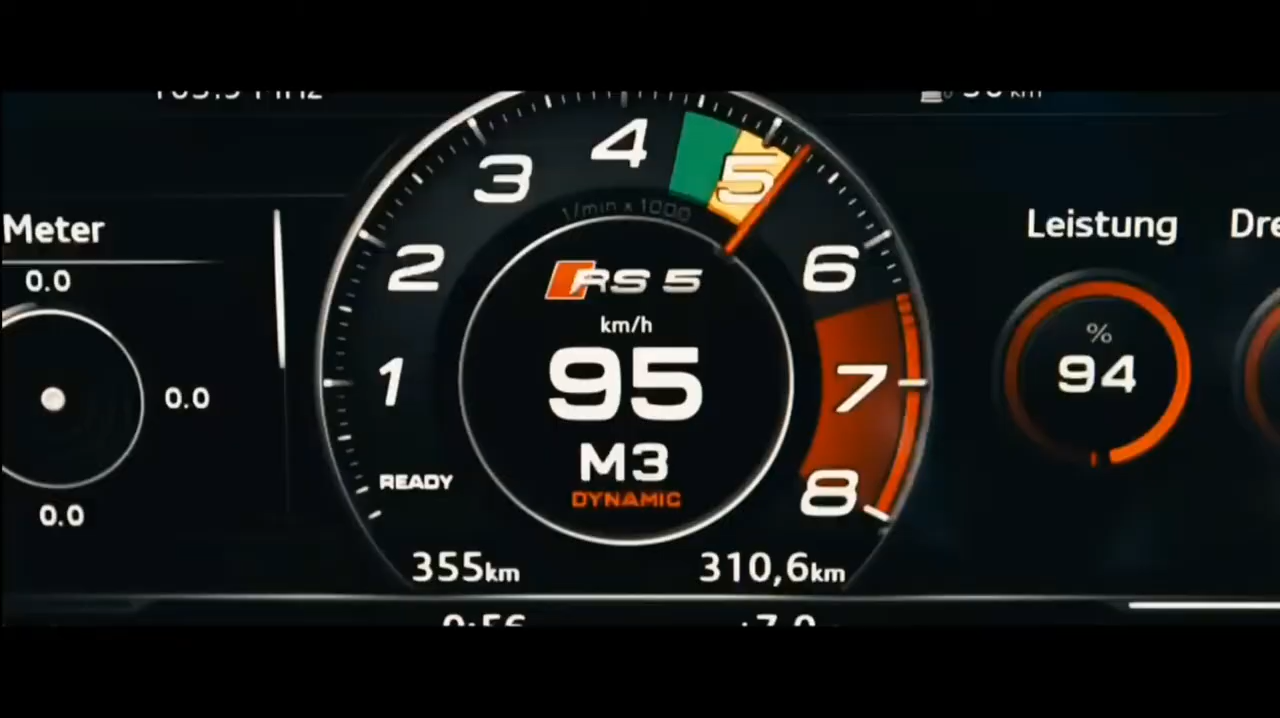 Meter
0.0
0.0
0.0
1
2
3
4
5
6
7
8
1/min x 1000
RS 5
km/h
95
M3
DYNAMIC
READY
355km
310,6km
Leistung
%
94